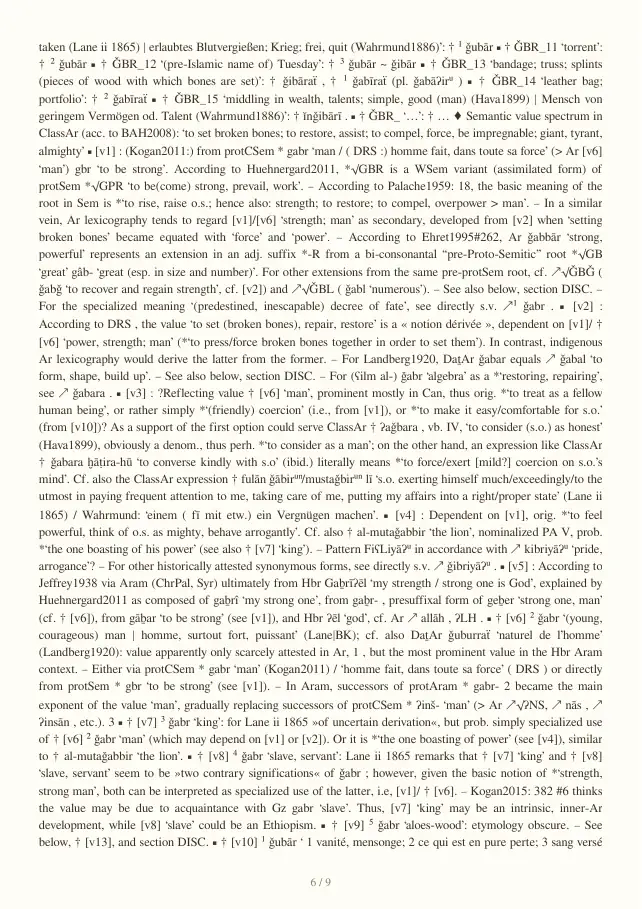 taken (Lane ii 1865) | erlaubtes Blutvergießen; Krieg; frei, quit (Wahrmund1886)’: † ¹ ǧubār ▪ † ǦBR_11 ‘torrent’:
† ² ǧubār ▪ † ǦBR_12 ‘(pre-Islamic name of) Tuesday’: † ³ ǧubār ~ ǧibār ▪ † ǦBR_13 ‘bandage; truss; splints
(pieces of wood with which bones are set)’: † ǧibāraẗ , † ¹ ǧabīraẗ (pl. ǧabāʔirᵘ ) ▪ † ǦBR_14 ‘leather bag;
portfolio’: † ² ǧabīraẗ ▪ † ǦBR_15 ‘middling in wealth, talents; simple, good (man) (Hava1899) | Mensch von
geringem Vermögen od. Talent (Wahrmund1886)’: † ĭnǧibārī . ▪ † ǦBR_ ‘…’: † … ♦ Semantic value spectrum in
ClassAr (acc. to BAH2008): ‘to set broken bones; to restore, assist; to compel, force, be impregnable; giant, tyrant,
almighty’ ▪ [v1] : (Kogan2011:) from protCSem * gabr ‘man / ( DRS :) homme fait, dans toute sa force’ (> Ar [v6]
‘man’) gbr ‘to be strong’. According to Huehnergard2011, *√GBR is a WSem variant (assimilated form) of
protSem *√GPR ‘to be(come) strong, prevail, work’. – According to Palache1959: 18, the basic meaning of the
root in Sem is *‘to rise, raise o.s.; hence also: strength; to restore; to compel, overpower > man’. – In a similar
vein, Ar lexicography tends to regard [v1]/[v6] ‘strength; man’ as secondary, developed from [v2] when ‘setting
broken bones’ became equated with ‘force’ and ‘power’. – According to Ehret1995#262, Ar ǧabbār ‘strong,
powerful’ represents an extension in an adj. suffix *-R from a bi-consonantal “pre-Proto-Semitic” root *√GB
‘great’ gâb- ‘great (esp. in size and number)’. For other extensions from the same pre-protSem root, cf. ↗√ǦBǦ (
ǧabǧ ‘to recover and regain strength’, cf. [v2]) and ↗√ǦBL ( ǧabl ‘numerous’). – See also below, section DISC. –
For the specialized meaning ‘(predestined, inescapable) decree of fate’, see directly s.v. ↗¹ ǧabr . ▪ [v2] :
According to DRS , the value ‘to set (broken bones), repair, restore’ is a « notion dérivée », dependent on [v1]/ †
[v6] ‘power, strength; man’ (*‘to press/force broken bones together in order to set them’). In contrast, indigenous
Ar lexicography would derive the latter from the former. – For Landberg1920, DaṯAr ǧabar equals ↗ ǧabal ‘to
form, shape, build up’. – See also below, section DISC. – For (ʕilm al-) ǧabr ‘algebra’ as a *‘restoring, repairing’,
see ↗ ǧabara . ▪ [v3] : ?Reflecting value † [v6] ‘man’, prominent mostly in Can, thus orig. *‘to treat as a fellow
human being’, or rather simply *‘(friendly) coercion’ (i.e., from [v1]), or *‘to make it easy/comfortable for s.o.’
(from [v10])? As a support of the first option could serve ClassAr † ʔaǧbara , vb. IV, ‘to consider (s.o.) as honest’
(Hava1899), obviously a denom., thus perh. *‘to consider as a man’; on the other hand, an expression like ClassAr
† ǧabara ḫāṭira-hū ‘to converse kindly with s.o’ (ibid.) literally means *‘to force/exert [mild?] coercion on s.o.’s
mind’. Cf. also the ClassAr expression † fulān ǧābirᵘⁿ/mustaǧbirᵘⁿ lī ‘s.o. exerting himself much/exceedingly/to the
utmost in paying frequent attention to me, taking care of me, putting my affairs into a right/proper state’ (Lane ii
1865) / Wahrmund: ‘einem ( fī mit etw.) ein Vergnügen machen’. ▪ [v4] : Dependent on [v1], orig. *‘to feel
powerful, think of o.s. as mighty, behave arrogantly’. Cf. also † al-mutaǧabbir ‘the lion’, nominalized PA V, prob.
*‘the one boasting of his power’ (see also † [v7] ‘king’). – Pattern FiʕLiyāʔᵘ in accordance with ↗ kibriyāʔᵘ ‘pride,
arrogance’? – For other historically attested synonymous forms, see directly s.v. ↗ ǧibriyāʔᵘ . ▪ [v5] : According to
Jeffrey1938 via Aram (ChrPal, Syr) ultimately from Hbr Gaḇrîʔēl ‘my strength / strong one is God’, explained by
Huehnergard2011 as composed of gaḇrî ‘my strong one’, from gaḇr- , presuffixal form of geḇer ‘strong one, man’
(cf. † [v6]), from gāḇar ‘to be strong’ (see [v1]), and Hbr ʔēl ‘god’, cf. Ar ↗ allāh , ʔLH . ▪ † [v6] ² ǧabr ‘(young,
courageous) man | homme, surtout fort, puissant’ (Lane|BK); cf. also DaṯAr ǧuburraẗ ‘naturel de l’homme’
(Landberg1920): value apparently only scarcely attested in Ar, 1 , but the most prominent value in the Hbr Aram
context. – Either via protCSem * gabr ‘man’ (Kogan2011) / ‘homme fait, dans toute sa force’ ( DRS ) or directly
from protSem * gbr ‘to be strong’ (see [v1]). – In Aram, successors of protAram * gabr- 2 became the main
exponent of the value ‘man’, gradually replacing successors of protCSem * ʔinš- ‘man’ (> Ar ↗√ʔNS, ↗ nās , ↗
ʔinsān , etc.). 3 ▪ † [v7] ³ ǧabr ‘king’: for Lane ii 1865 »of uncertain derivation«, but prob. simply specialized use
of † [v6] ² ǧabr ‘man’ (which may depend on [v1] or [v2]). Or it is *‘the one boasting of power’ (see [v4]), similar
to † al-mutaǧabbir ‘the lion’. ▪ † [v8] ⁴ ǧabr ‘slave, servant’: Lane ii 1865 remarks that † [v7] ‘king’ and † [v8]
‘slave, servant’ seem to be »two contrary significations« of ǧabr ; however, given the basic notion of *‘strength,
strong man’, both can be interpreted as specialized use of the latter, i.e, [v1]/ † [v6]. – Kogan2015: 382 #6 thinks
the value may be due to acquaintance with Gz gabr ‘slave’. Thus, [v7] ‘king’ may be an intrinsic, inner-Ar
development, while [v8] ‘slave’ could be an Ethiopism. ▪ † [v9] ⁵ ǧabr ‘aloes-wood’: etymology obscure. – See
below, † [v13], and section DISC. ▪ † [v10] ¹ ǧubār ‘ 1 vanité, mensonge; 2 ce qui est en pure perte; 3 sang versé
6 / 9